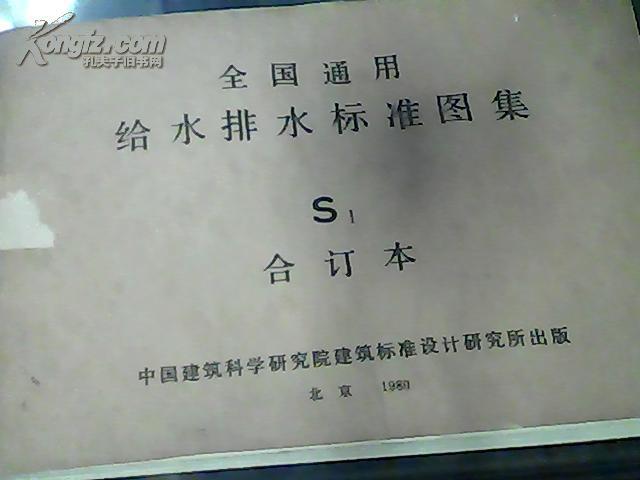 Kongfz.com
孔夫子旧书网
全国通用
给水排水标准图集
S1
合订本
中国建筑科学研究院建筑标准设计研究所出版
北京 1980